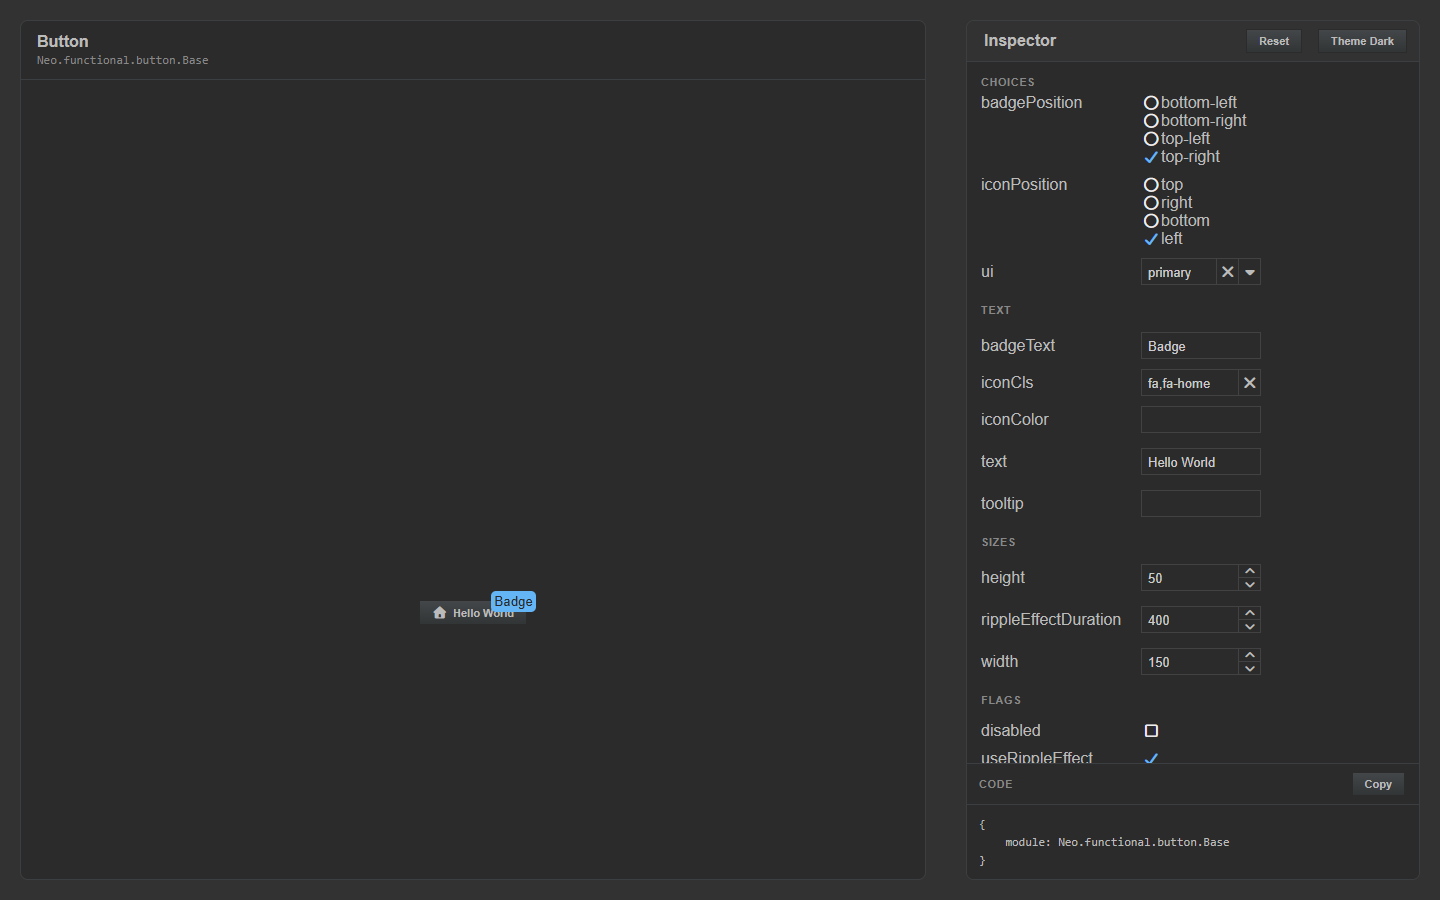 Button
Neo.functional.button.Base
Hello World
Badge
Inspector
Reset
Theme Dark
CHOICES
badgePosition
bottom-left
bottom-right
top-left
top-right
iconPosition
top
right
bottom
left
ui
primary
TEXT
badgeText
Badge
iconCls
fa,fa-home
iconColor
text
Hello World
tooltip
SIZES
height
50
rippleEffectDuration
400
width
150
FLAGS
disabled
useRippleEffect
CODE
Copy
{
    module: Neo.functional.button.Base
}